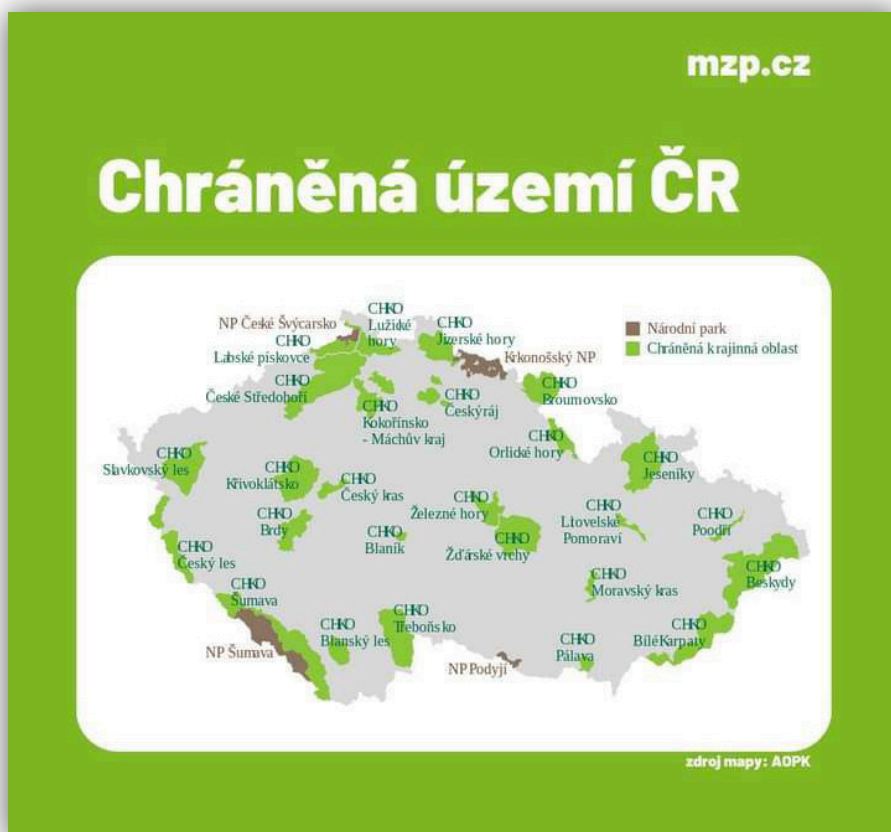 mzp.cz
Chráněná území ČR
NP České Švýcarsko
CHKO
Lužické
hory
CHKO
Jizerské hory
Národní park
Chráněná krajinná oblast
CHKO
Labské pískovce
Krkonošský NP
CHKO
České Středohoří
CHKO
Kokořínsko
- Máchův kraj
CHKO
Český ráj
CHKO
Broumovsko
CHKO
Orlické hory
CHKO
Slavkovský les
CHKO
Křivoklátsko
CHKO
Český kras
CHKO
Jeseníky
CHKO
Železné hory
CHKO
Brdy
CHKO
Blaník
CHKO
Žďárské vrchy
CHKO
Litovelské
Pomoraví
CHKO
Poodří
CHKO
Český les
CHKO
Moravský kras
CHKO
Beskydy
CHKO
Šumava
CHKO
Blanský les
CHKO
Třeboňsko
CHKO
Bílé Karpaty
NP Šumava
NP Podyjí
CHKO
Pálava
zdroj mapy: AOPK